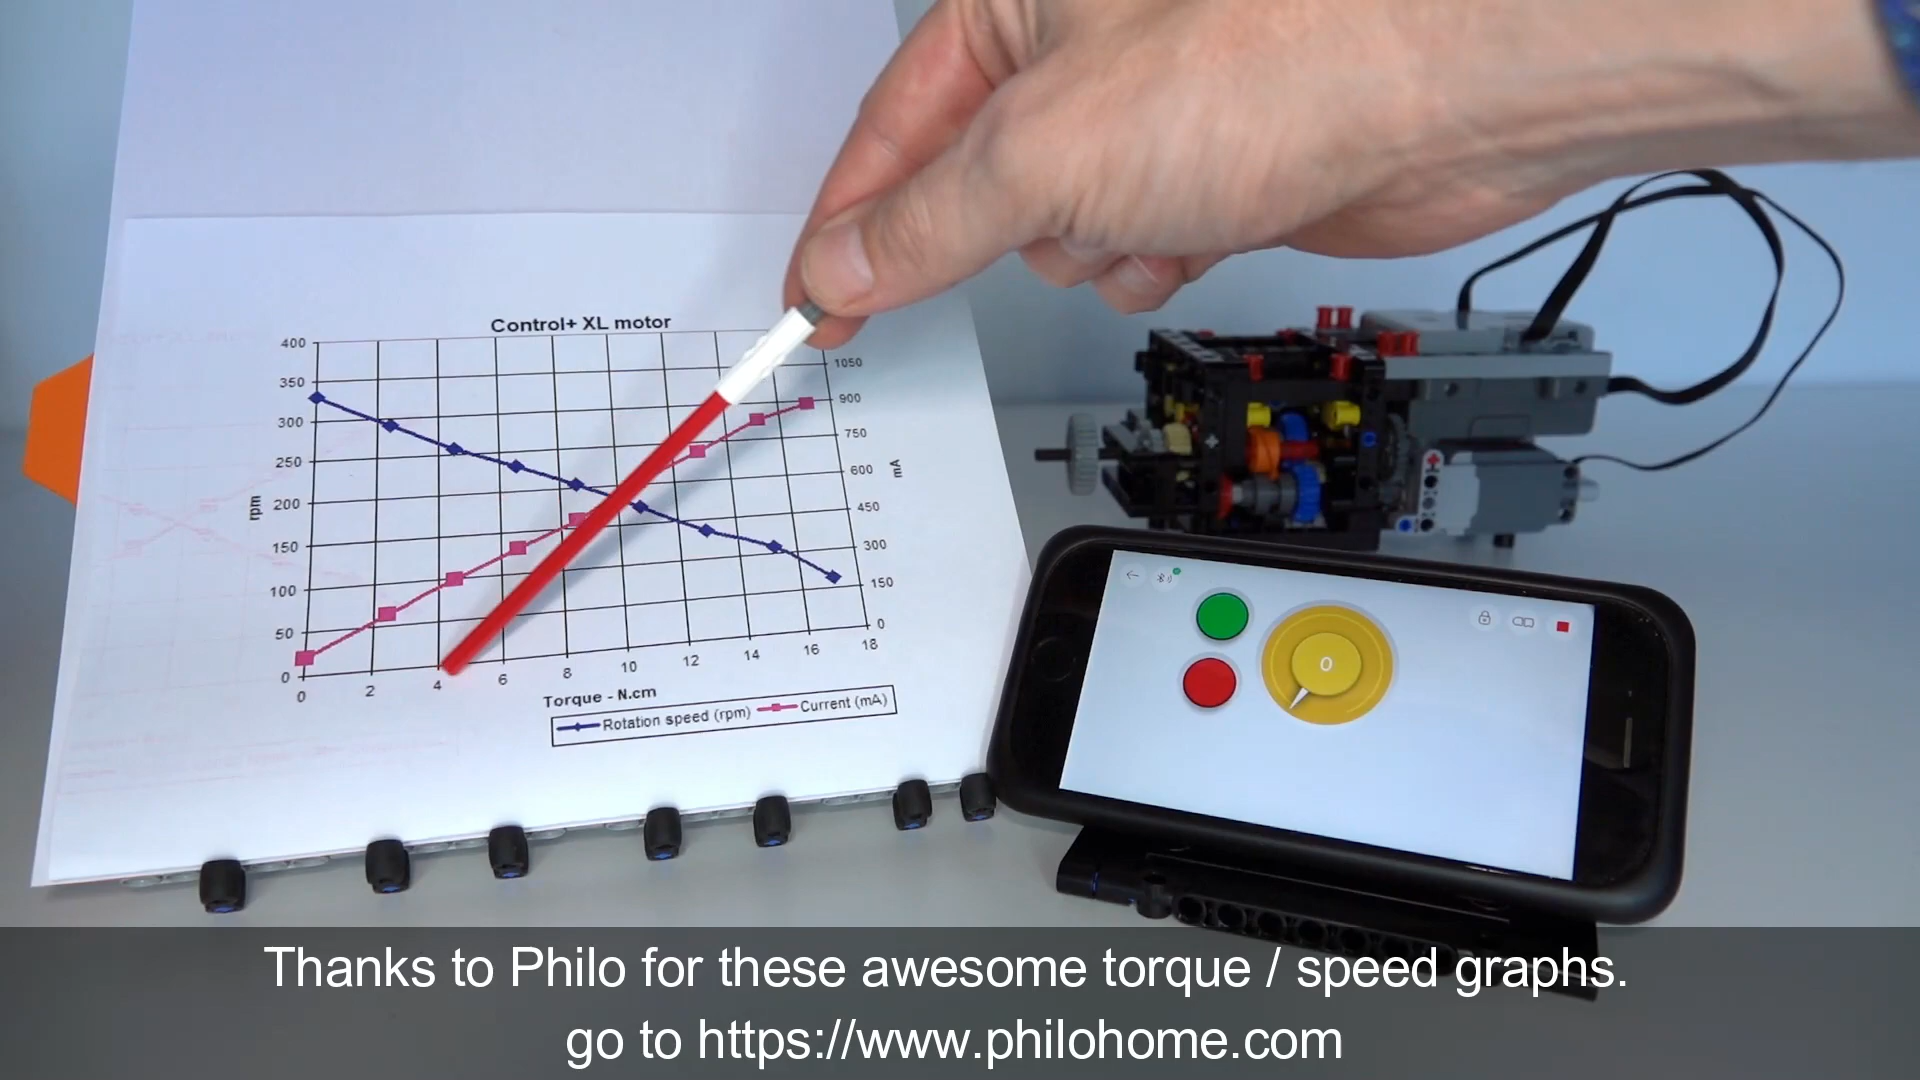 Control+ XL motor
400
350
300
250
200
150
100
50
0
rpm
1050
900
750
600
450
300
150
0
mA
0 2 4 6 8 10 12 14 16 18
Torque - N.cm
Rotation speed (rpm) Current (mA)
0
Thanks to Philo for these awesome torque / speed graphs.
go to https://www.philohome.com